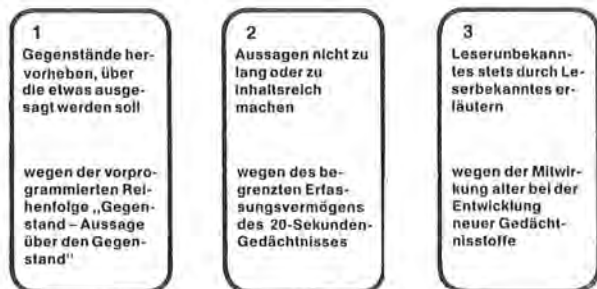 1
Gegenstände her-
vorheben, über
die etwas ausge-
sagt werden soll
wegen der vorpro-
grammierten Rei-
henfolge „Gegen-
stand – Aussage
über den Gegen-
stand"
2
Aussagen nicht zu
lang oder zu
inhaltsreich
machen
wegen des be-
grenzten Erfas-
sungsvermögens
des 20-Sekunden-
Gedächtnisses
3
Leserunbekann-
tes stets durch Le-
serbekanntes er-
läutern
wegen der Mitwir-
kung alter bei der
Entwicklung
neuer Gedächt-
nisstoffe